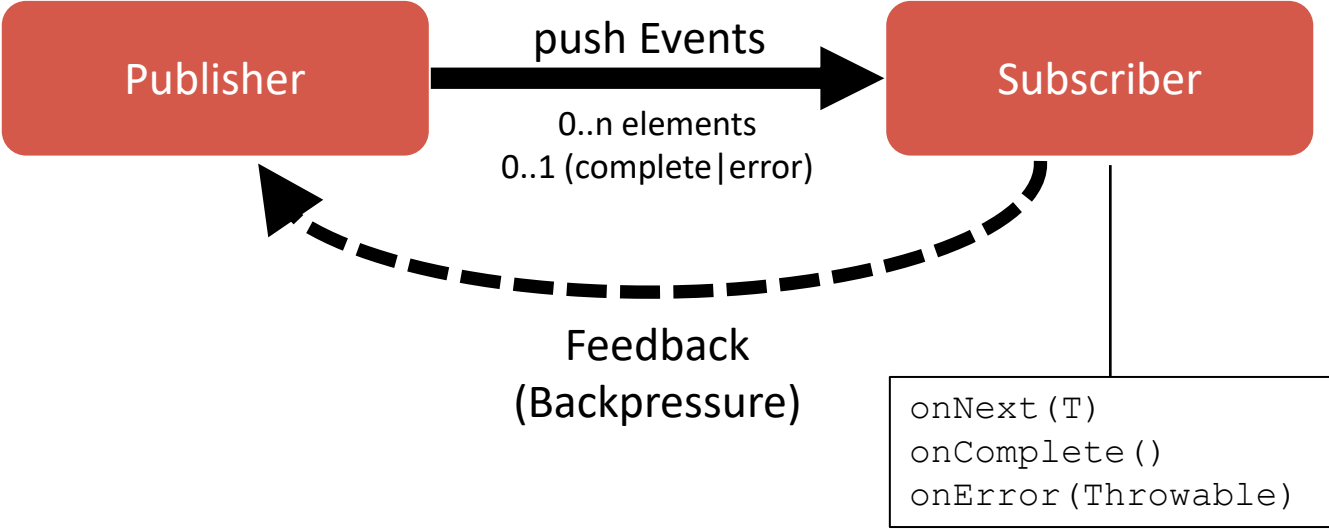 push Events
Publisher
Subscriber
0..n elements
0..1 (complete|error)
Feedback
(Backpressure)
onNext(T)
onComplete()
onError(Throwable)